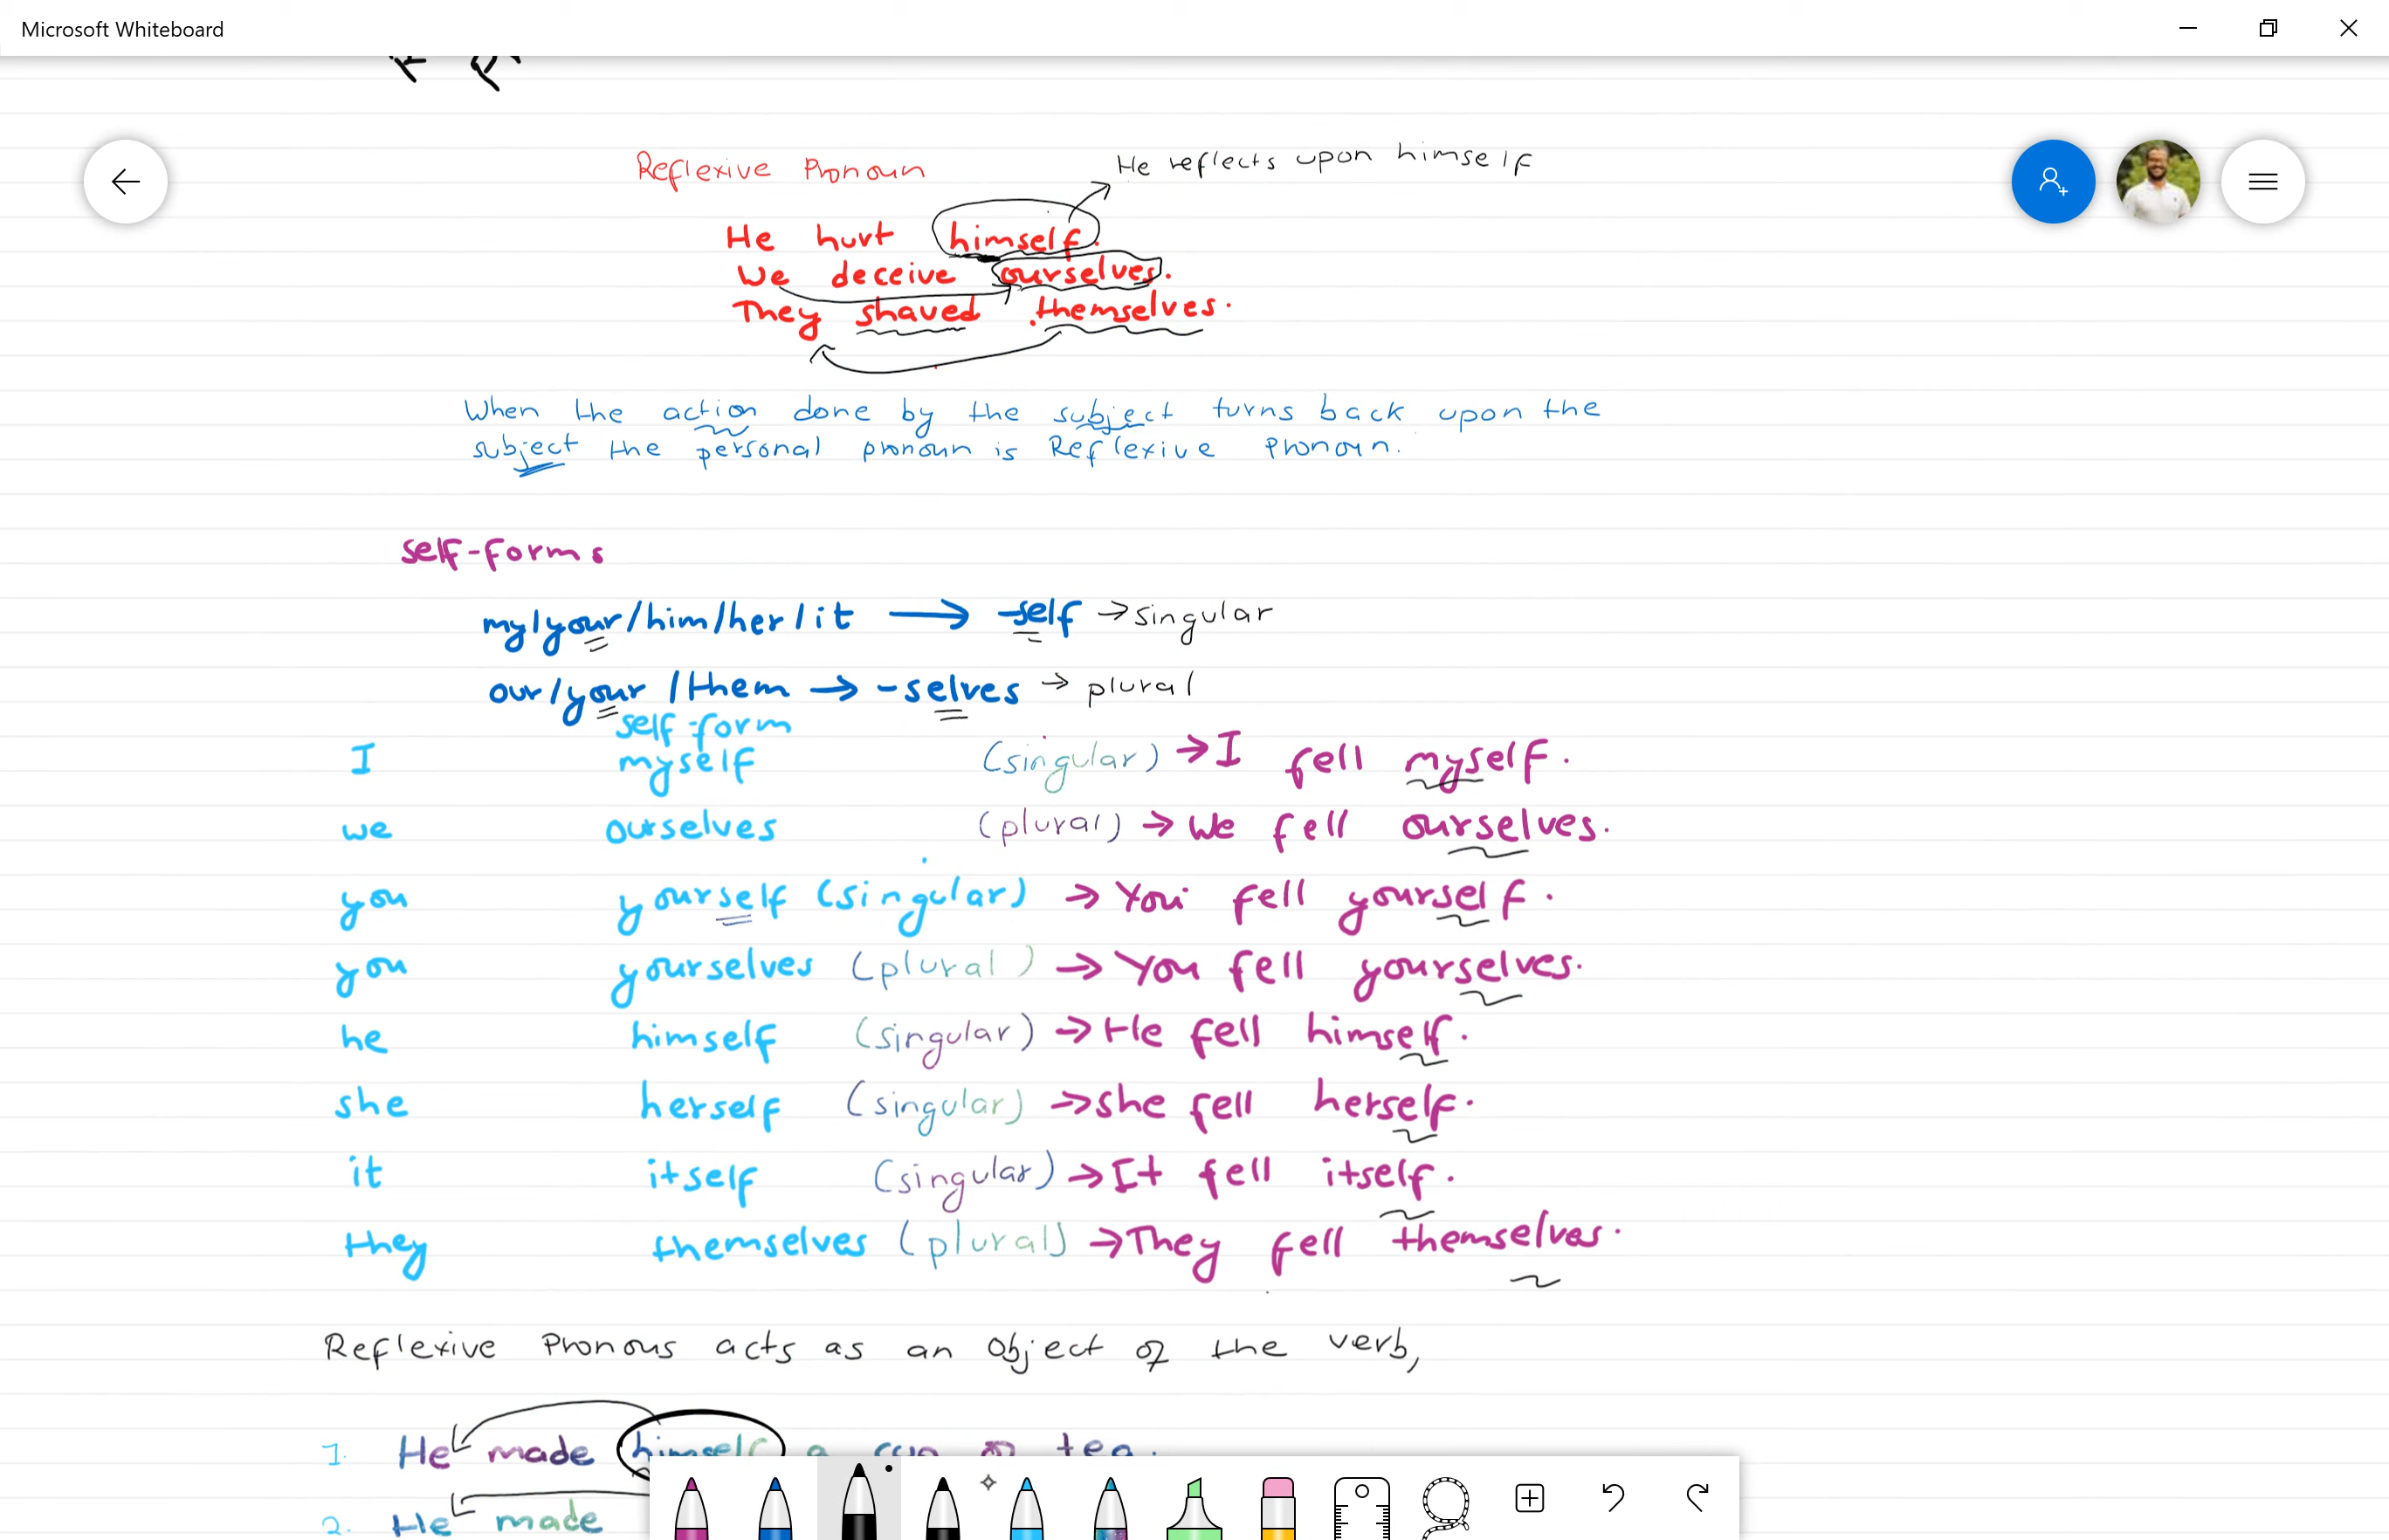 Microsoft Whiteboard
Reflexive Pronoun
He reflects upon himself
He hurt himself.
We deceive ourselves.
They shaved themselves.
When the action done by the subject turns back upon the
subject the personal pronoun is Reflexive Pronoun.
self-forms
my/your/him/her/it → -self → singular
our/your/them → -selves → plural
self-form
I myself (singular) → I fell myself.
we ourselves (plural) → We fell ourselves.
you yourself (singular) → You fell yourself.
you yourselves (plural) → You fell yourselves.
he himself (singular) → He fell himself.
she herself (singular) → she fell herself.
it itself (singular) → It fell itself.
they themselves (plural) → They fell themselves.
Reflexive Pronous acts as an object of the verb,
1. He made himself a cup of tea.
2. He made